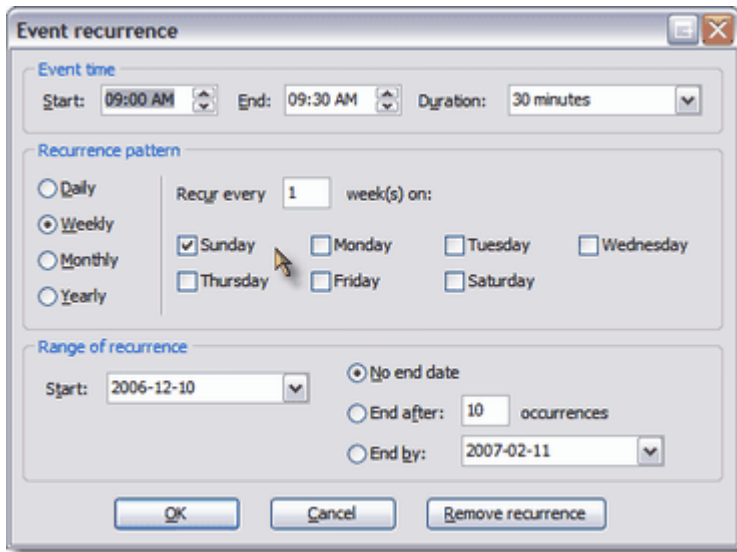 Event recurrence
Event time
Start: 09:00 AM End: 09:30 AM Duration: 30 minutes
Recurrence pattern
Daily
Recur every 1 week(s) on:
Weekly
Sunday Monday Tuesday Wednesday
Monthly
Thursday Friday Saturday
Yearly
Range of recurrence
Start: 2006-12-10
No end date
End after: 10 occurrences
End by: 2007-02-11
OK Cancel Remove recurrence